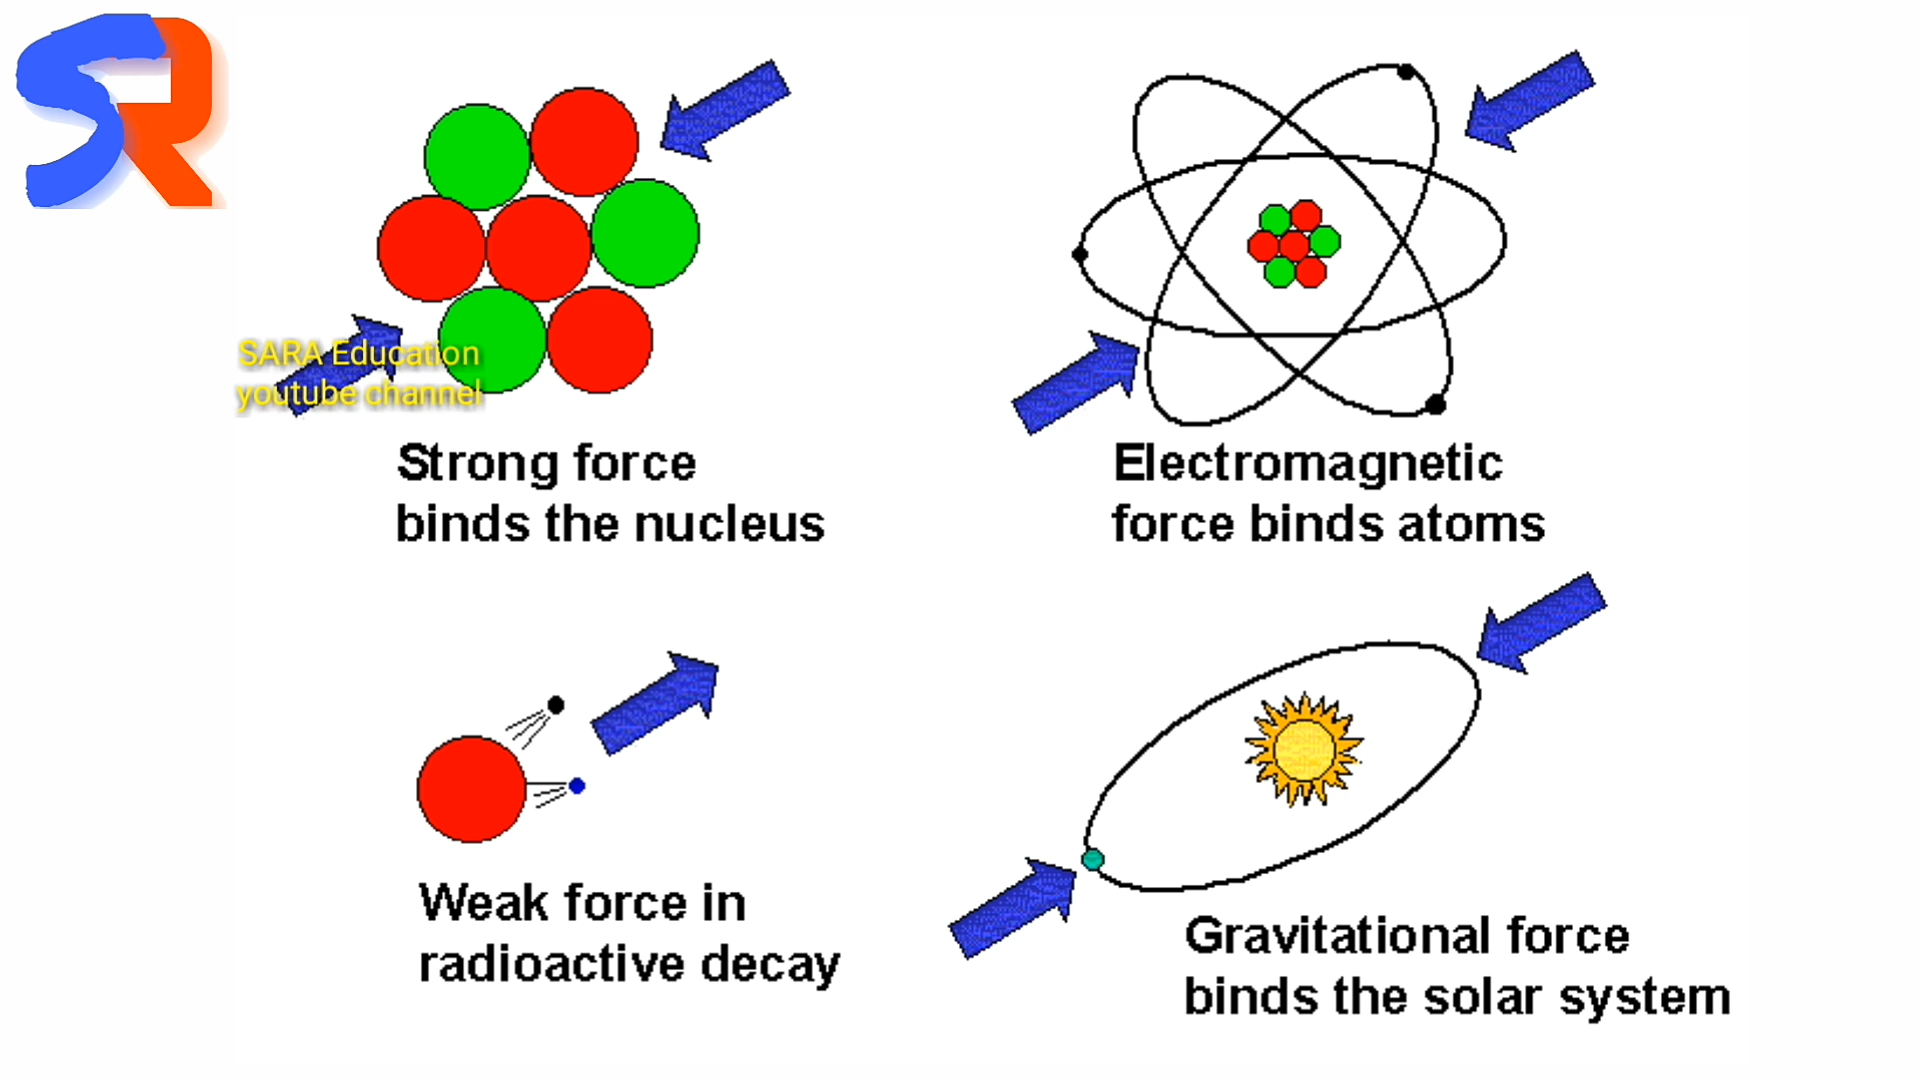 SR
SARA Education
youtube channel
Strong force
binds the nucleus
Electromagnetic
force binds atoms
Weak force in
radioactive decay
Gravitational force
binds the solar system